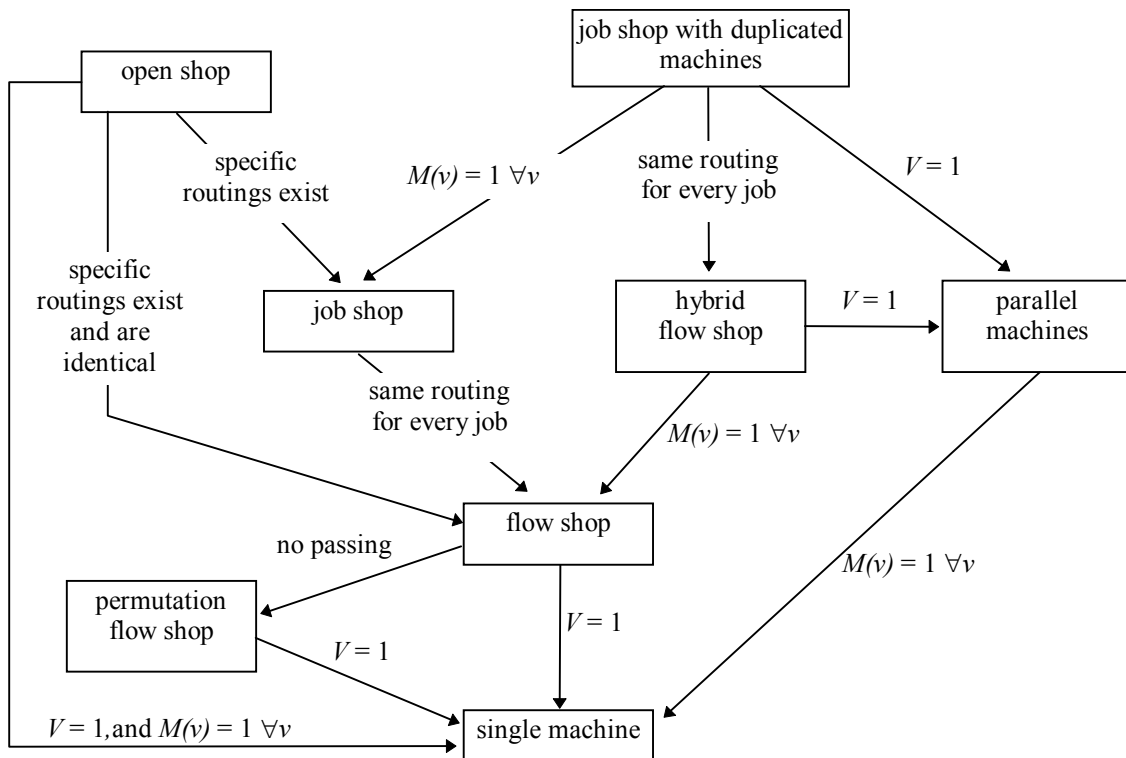 job shop with duplicated
machines
open shop
specific
routings exist
M(v) = 1 ∀v
same routing
for every job
V = 1
specific
routings exist
and are
identical
job shop
hybrid
flow shop
V = 1
parallel
machines
same routing
for every job
M(v) = 1 ∀v
flow shop
no passing
M(v) = 1 ∀v
permutation
flow shop
V = 1
V = 1
V = 1,and M(v) = 1 ∀v
single machine